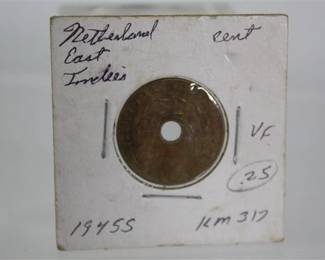 Netherland cent
East
Indies
VF
.25
1945S KM 317